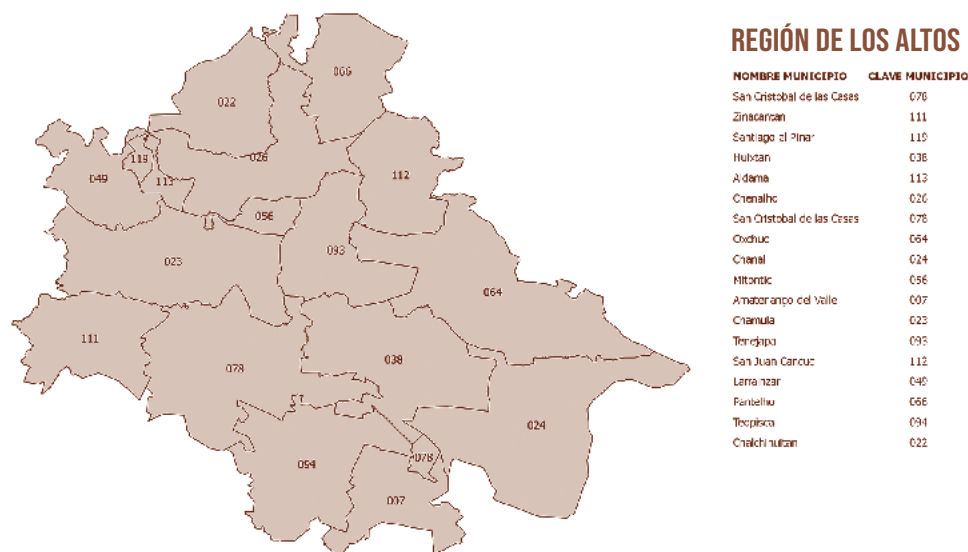 REGIÓN DE LOS ALTOS
NOMBRE MUNICIPIO CLAVE MUNICIPIO
San Cristobal de las Casas 078
Zinacantan 111
Santiago el Pinar 119
Huixtan 038
Aldama 113
Chenalho 026
San Cristobal de las Casas 078
Oxchuc 064
Chanal 024
Mitontic 056
Amatenango del Valle 007
Chamula 023
Tenejapa 093
San Juan Cancuc 112
Larrainzar 049
Pantelho 066
Teopisca 094
Chalchihuitan 022
066
022
026
119
049
113
112
056
093
023
064
111
078
038
024
094
078
007